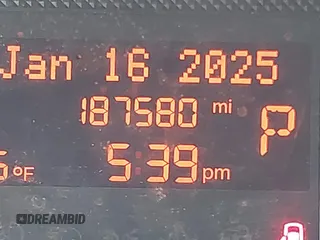 Jan 16 2025
187580 mi
P
5:39 pm
°F
DREAMBID